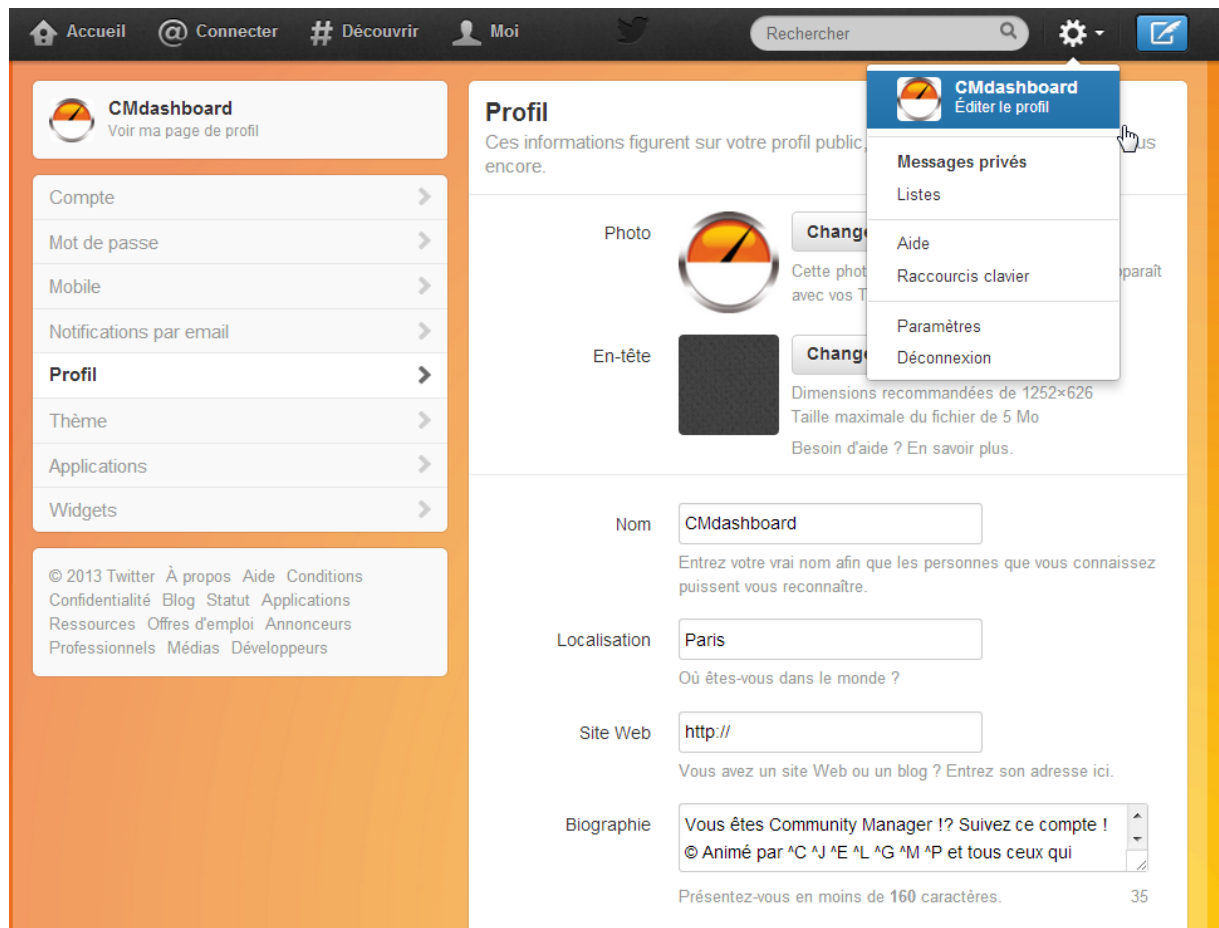 Accueil
Connecter
Découvrir
Moi
Rechercher
CMdashboard
Voir ma page de profil
Compte
Mot de passe
Mobile
Notifications par email
Profil
Thème
Applications
Widgets
© 2013 Twitter À propos Aide Conditions
Confidentialité Blog Statut Applications
Ressources Offres d'emploi Annonceurs
Professionnels Médias Développeurs
CMdashboard
Éditer le profil
Messages privés
Listes
Aide
Raccourcis clavier
Paramètres
Déconnexion
Profil
Ces informations figurent sur votre profil public,
encore.
Photo
Cette
avec vos
En-tête
Dimensions recommandées de 1252×626
Taille maximale du fichier de 5 Mo
Besoin d'aide ? En savoir plus.
Nom
CMdashboard
Entrez votre vrai nom afin que les personnes que vous connaissez
puissent vous reconnaître.
Localisation
Paris
Où êtes-vous dans le monde ?
Site Web
http://
Vous avez un site Web ou un blog ? Entrez son adresse ici.
Biographie
Vous êtes Community Manager !? Suivez ce compte !
© Animé par ^C ^J ^E ^L ^G ^M ^P et tous ceux qui
Présentez-vous en moins de 160 caractères.
35